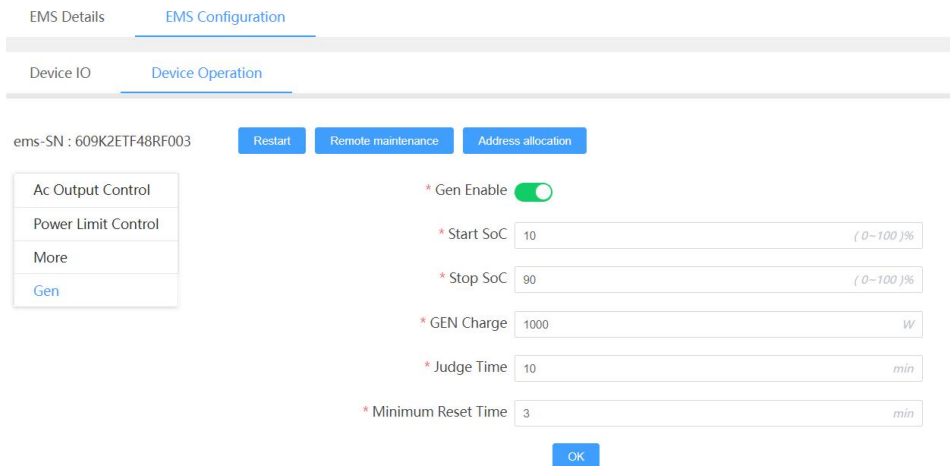 EMS Details EMS Configuration
Device IO Device Operation
ems-SN : 609K2ETF48RF003 Restart Remote maintenance Address allocation
Ac Output Control
Power Limit Control
More
Gen
* Gen Enable
* Start SoC 10 ( 0~100 )%
* Stop SoC 90 ( 0~100 )%
* GEN Charge 1000 W
* Judge Time 10 min
* Minimum Reset Time 3 min
OK